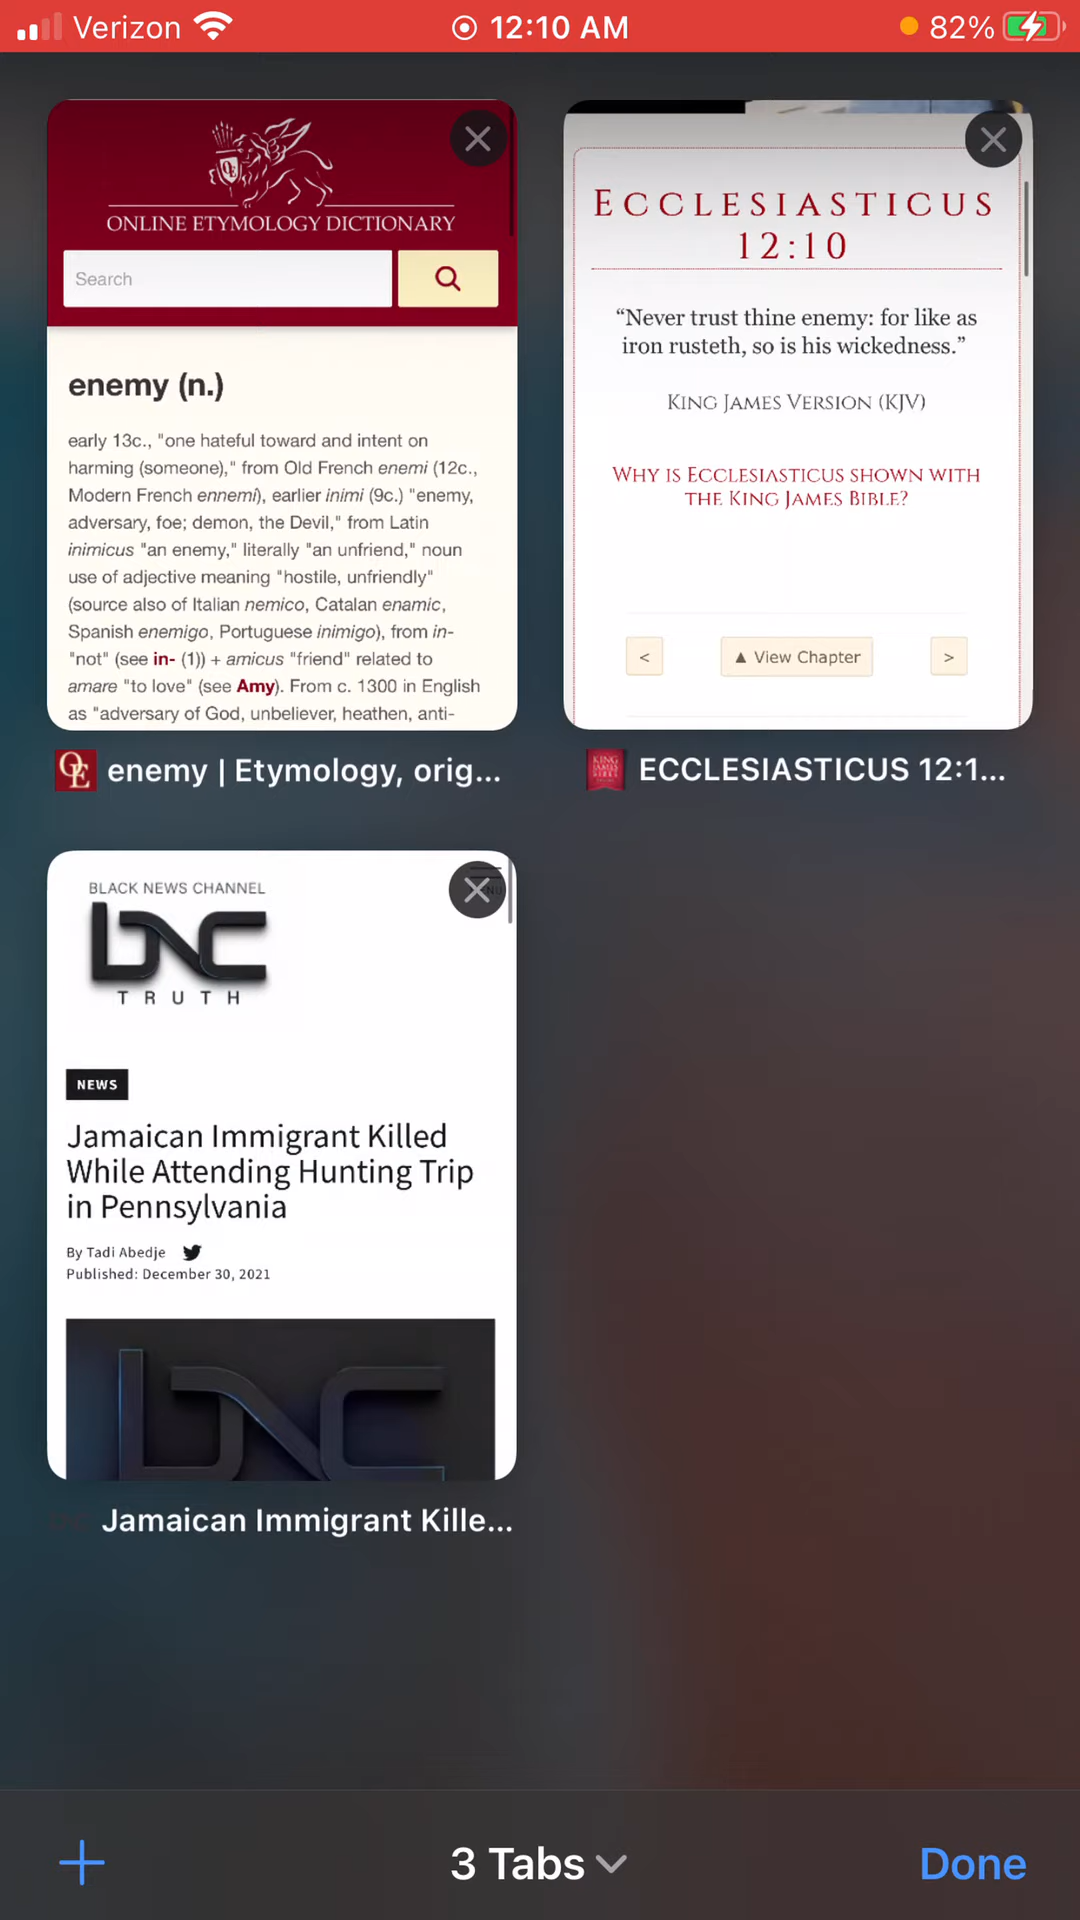 Verizon 12:10 AM 82%
ONLINE ETYMOLOGY DICTIONARY
Search
enemy (n.)
early 13c., "one hateful toward and intent on
harming (someone)," from Old French enemi (12c.,
Modern French ennemi), earlier inimi (9c.) "enemy,
adversary, foe; demon, the Devil," from Latin
inimicus "an enemy," literally "an unfriend," noun
use of adjective meaning "hostile, unfriendly"
(source also of Italian nemico, Catalan enamic,
Spanish enemigo, Portuguese inimigo), from in-
"not" (see in- (1)) + amicus "friend" related to
amare "to love" (see Amy). From c. 1300 in English
as "adversary of God, unbeliever, heathen, anti-
OE enemy | Etymology, orig...
ECCLESIASTICUS
12:10
“Never trust thine enemy: for like as
iron rusteth, so is his wickedness.”
KING JAMES VERSION (KJV)
WHY IS ECCLESIASTICUS SHOWN WITH
THE KING JAMES BIBLE?
< ▲ View Chapter >
ECCLESIASTICUS 12:1...
BLACK NEWS CHANNEL
bnc
TRUTH
NEWS
Jamaican Immigrant Killed
While Attending Hunting Trip
in Pennsylvania
By Tadi Abedje
Published: December 30, 2021
bnc
Jamaican Immigrant Kille...
3 Tabs
Done